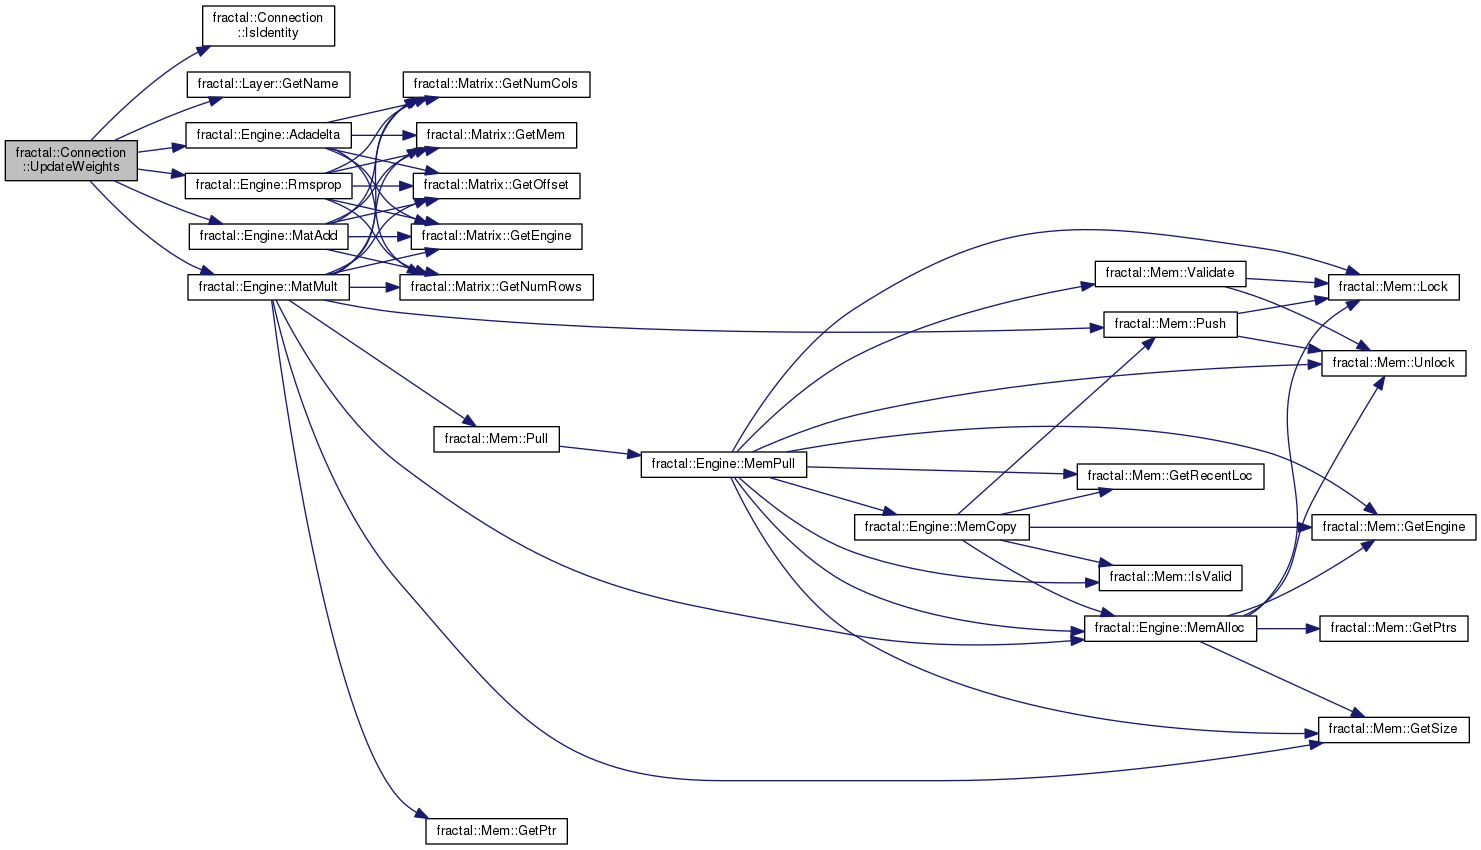 fractal::Connection
::IsIdentity
fractal::Layer::GetName
fractal::Matrix::GetNumCols
fractal::Engine::Adadelta
fractal::Matrix::GetMem
fractal::Connection
::UpdateWeights
fractal::Engine::Rmsprop
fractal::Matrix::GetOffset
fractal::Engine::MatAdd
fractal::Matrix::GetEngine
fractal::Engine::MatMult
fractal::Matrix::GetNumRows
fractal::Mem::Validate
fractal::Mem::Lock
fractal::Mem::Push
fractal::Mem::Unlock
fractal::Mem::Pull
fractal::Engine::MemPull
fractal::Mem::GetRecentLoc
fractal::Engine::MemCopy
fractal::Mem::GetEngine
fractal::Mem::IsValid
fractal::Engine::MemAlloc
fractal::Mem::GetPtrs
fractal::Mem::GetSize
fractal::Mem::GetPtr